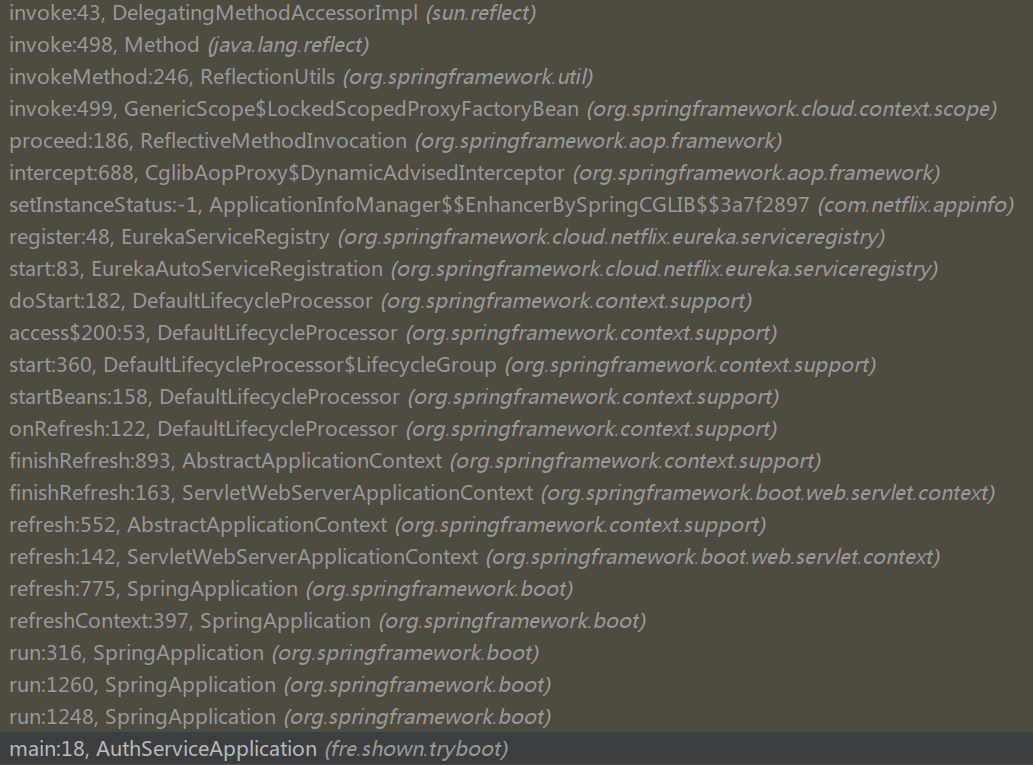 invoke:43, DelegatingMethodAccessorImpl (sun.reflect)
invoke:498, Method (java.lang.reflect)
invokeMethod:246, ReflectionUtils (org.springframework.util)
invoke:499, GenericScope$LockedScopedProxyFactoryBean (org.springframework.cloud.context.scope)
proceed:186, ReflectiveMethodInvocation (org.springframework.aop.framework)
intercept:688, CglibAopProxy$DynamicAdvisedInterceptor (org.springframework.aop.framework)
setInstanceStatus:-1, ApplicationInfoManager$$EnhancerBySpringCGLIB$$3a7f2897 (com.netflix.appinfo)
register:48, EurekaServiceRegistry (org.springframework.cloud.netflix.eureka.serviceregistry)
start:83, EurekaAutoServiceRegistration (org.springframework.cloud.netflix.eureka.serviceregistry)
doStart:182, DefaultLifecycleProcessor (org.springframework.context.support)
access$200:53, DefaultLifecycleProcessor (org.springframework.context.support)
start:360, DefaultLifecycleProcessor$LifecycleGroup (org.springframework.context.support)
startBeans:158, DefaultLifecycleProcessor (org.springframework.context.support)
onRefresh:122, DefaultLifecycleProcessor (org.springframework.context.support)
finishRefresh:893, AbstractApplicationContext (org.springframework.context.support)
finishRefresh:163, ServletWebServerApplicationContext (org.springframework.boot.web.servlet.context)
refresh:552, AbstractApplicationContext (org.springframework.context.support)
refresh:142, ServletWebServerApplicationContext (org.springframework.boot.web.servlet.context)
refresh:775, SpringApplication (org.springframework.boot)
refreshContext:397, SpringApplication (org.springframework.boot)
run:316, SpringApplication (org.springframework.boot)
run:1260, SpringApplication (org.springframework.boot)
run:1248, SpringApplication (org.springframework.boot)
main:18, AuthServiceApplication (fre.shown.tryboot)